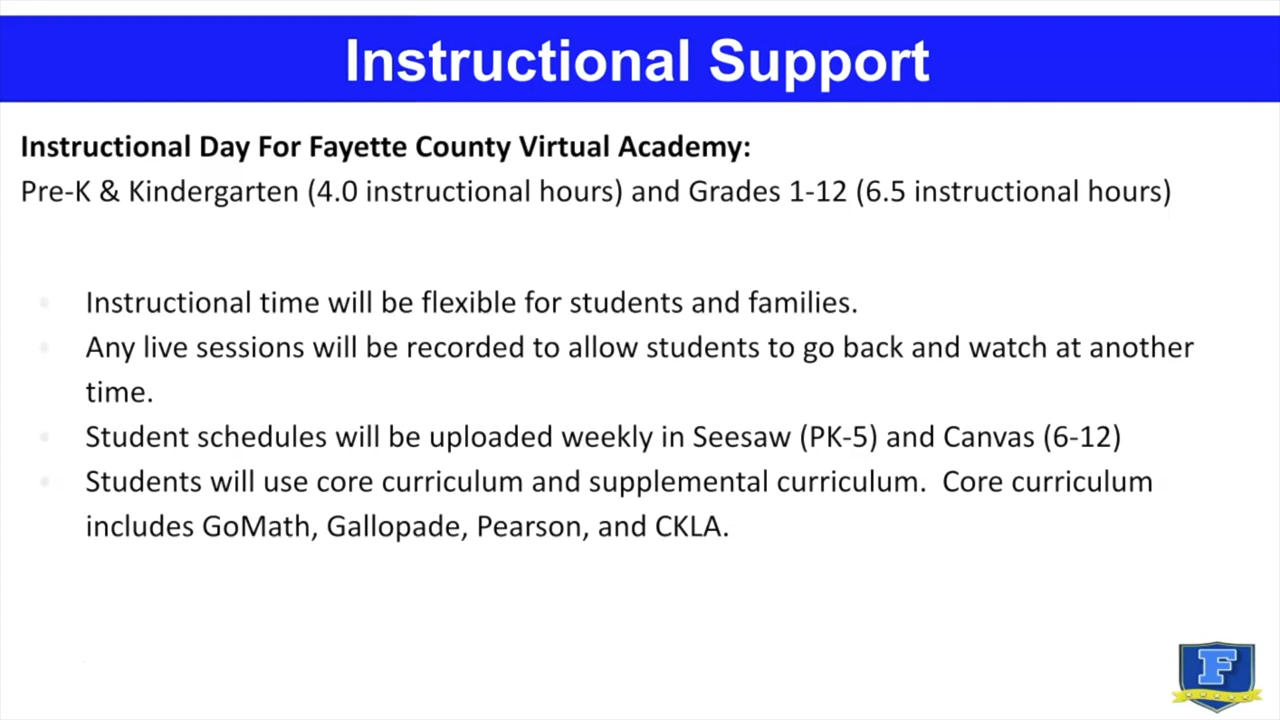 Instructional Support
Instructional Day For Fayette County Virtual Academy:
Pre-K & Kindergarten (4.0 instructional hours) and Grades 1-12 (6.5 instructional hours)
Instructional time will be flexible for students and families.
Any live sessions will be recorded to allow students to go back and watch at another
time.
Student schedules will be uploaded weekly in Seesaw (PK-5) and Canvas (6-12)
Students will use core curriculum and supplemental curriculum.  Core curriculum
includes GoMath, Gallopade, Pearson, and CKLA.
F